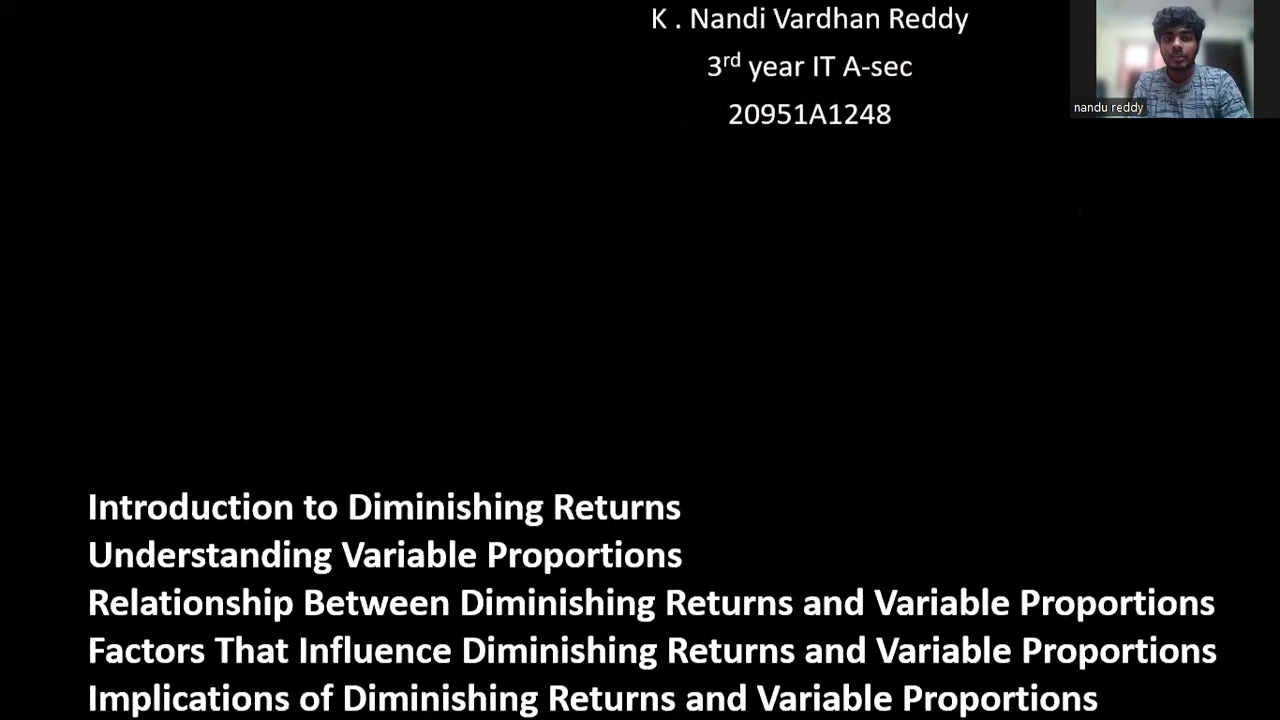 K . Nandi Vardhan Reddy
3rd year IT A-sec
20951A1248
nandu reddy
Introduction to Diminishing Returns
Understanding Variable Proportions
Relationship Between Diminishing Returns and Variable Proportions
Factors That Influence Diminishing Returns and Variable Proportions
Implications of Diminishing Returns and Variable Proportions